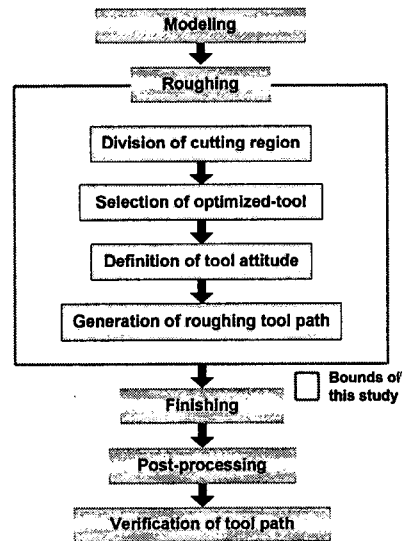 Modeling
Roughing
Division of cutting region
Selection of optimized-tool
Definition of tool attitude
Generation of roughing tool path
Bounds of
this study
Finishing
Post-processing
Verification of tool path